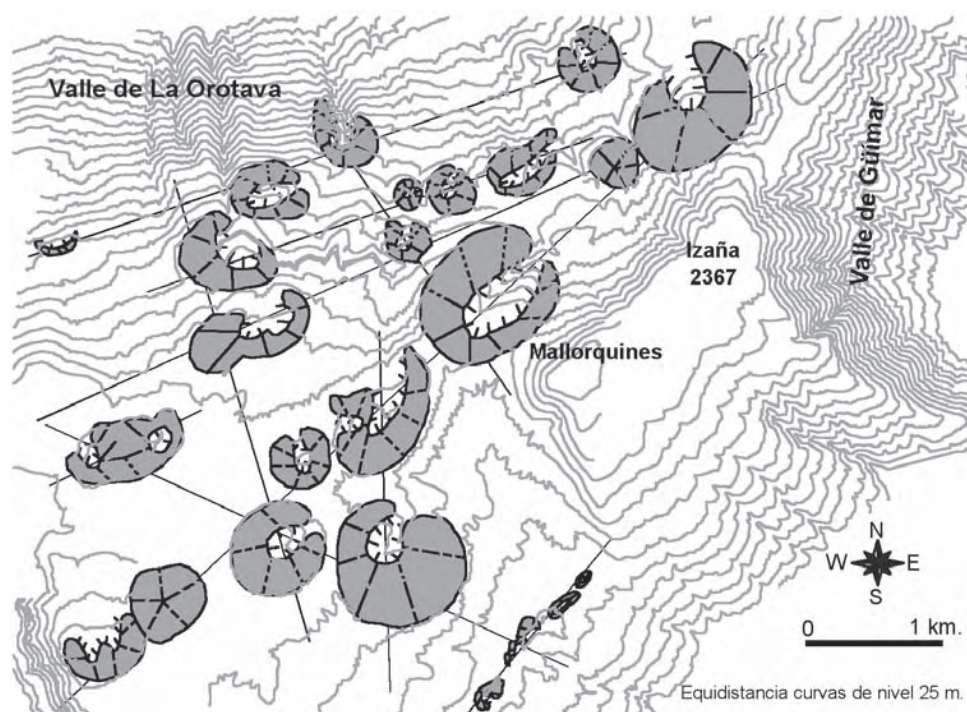 Valle de La Orotava
Valle de Güímar
Izaña
2367
Mallorquines
N
W E
S
0 1 km.
Equidistancia curvas de nivel 25 m.